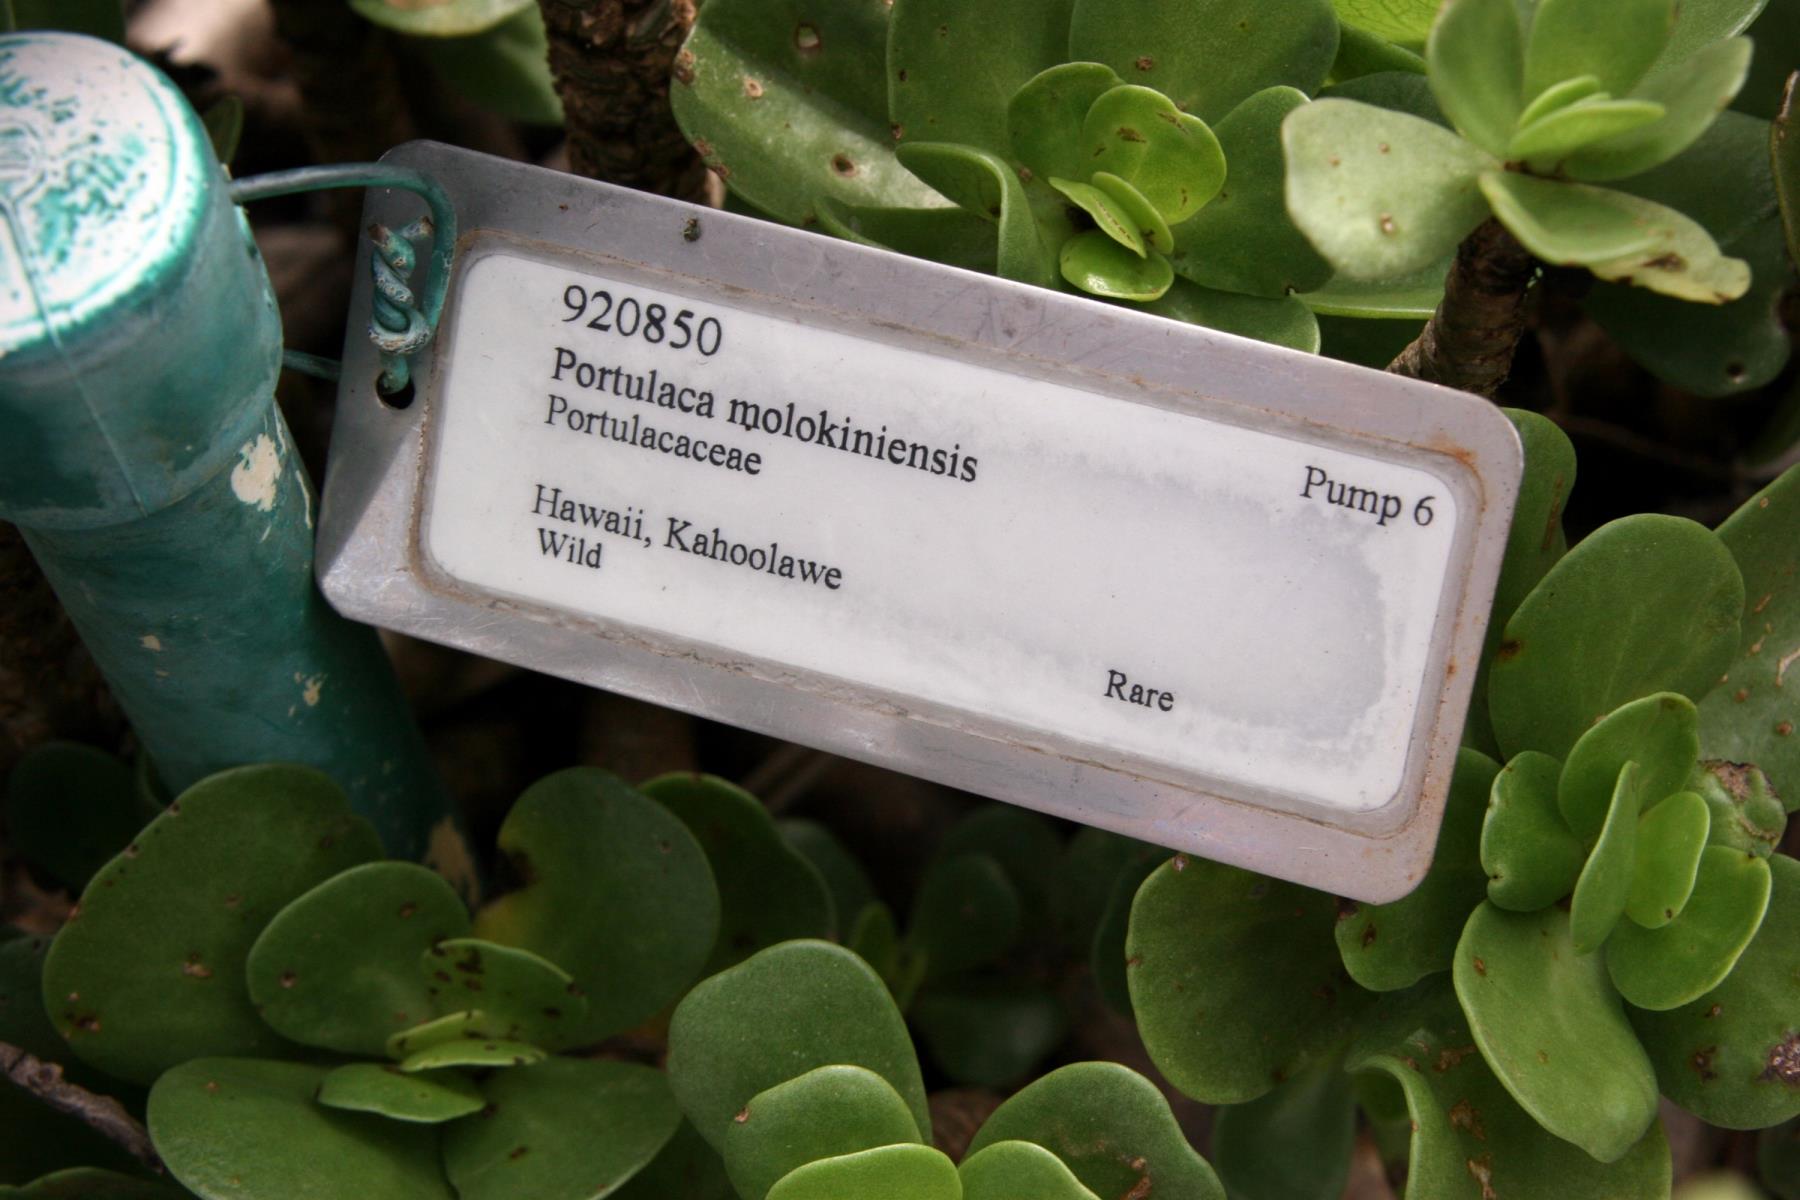 920850
Portulaca molokiniensis
Portulacaceae
Pump 6
Hawaii, Kahoolawe
Wild
Rare